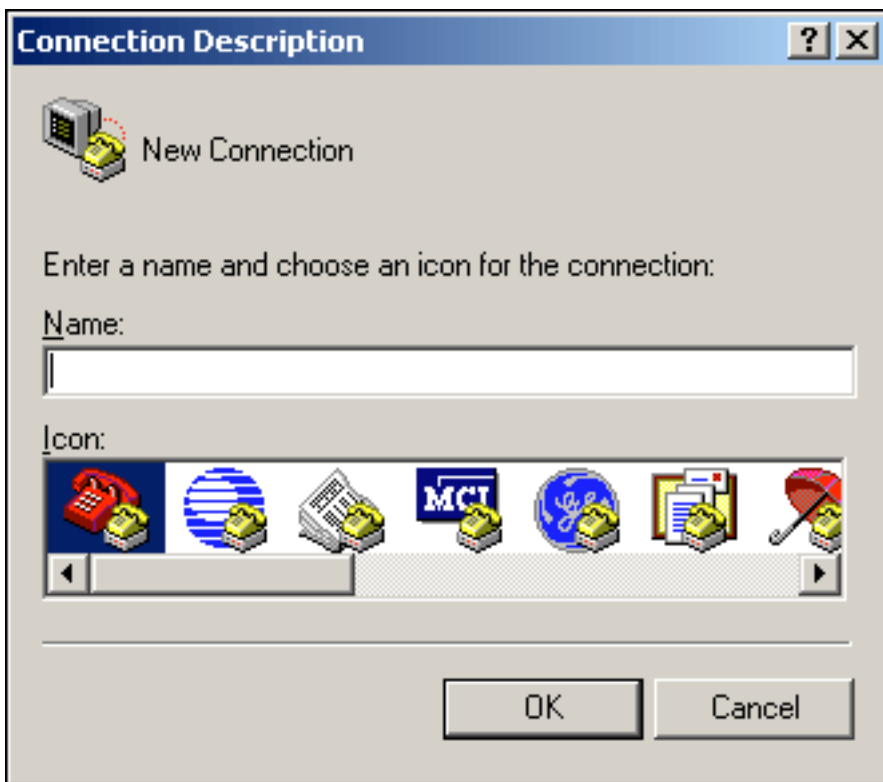 Connection Description
New Connection
Enter a name and choose an icon for the connection:
Name:
Icon:
MCI
OK Cancel